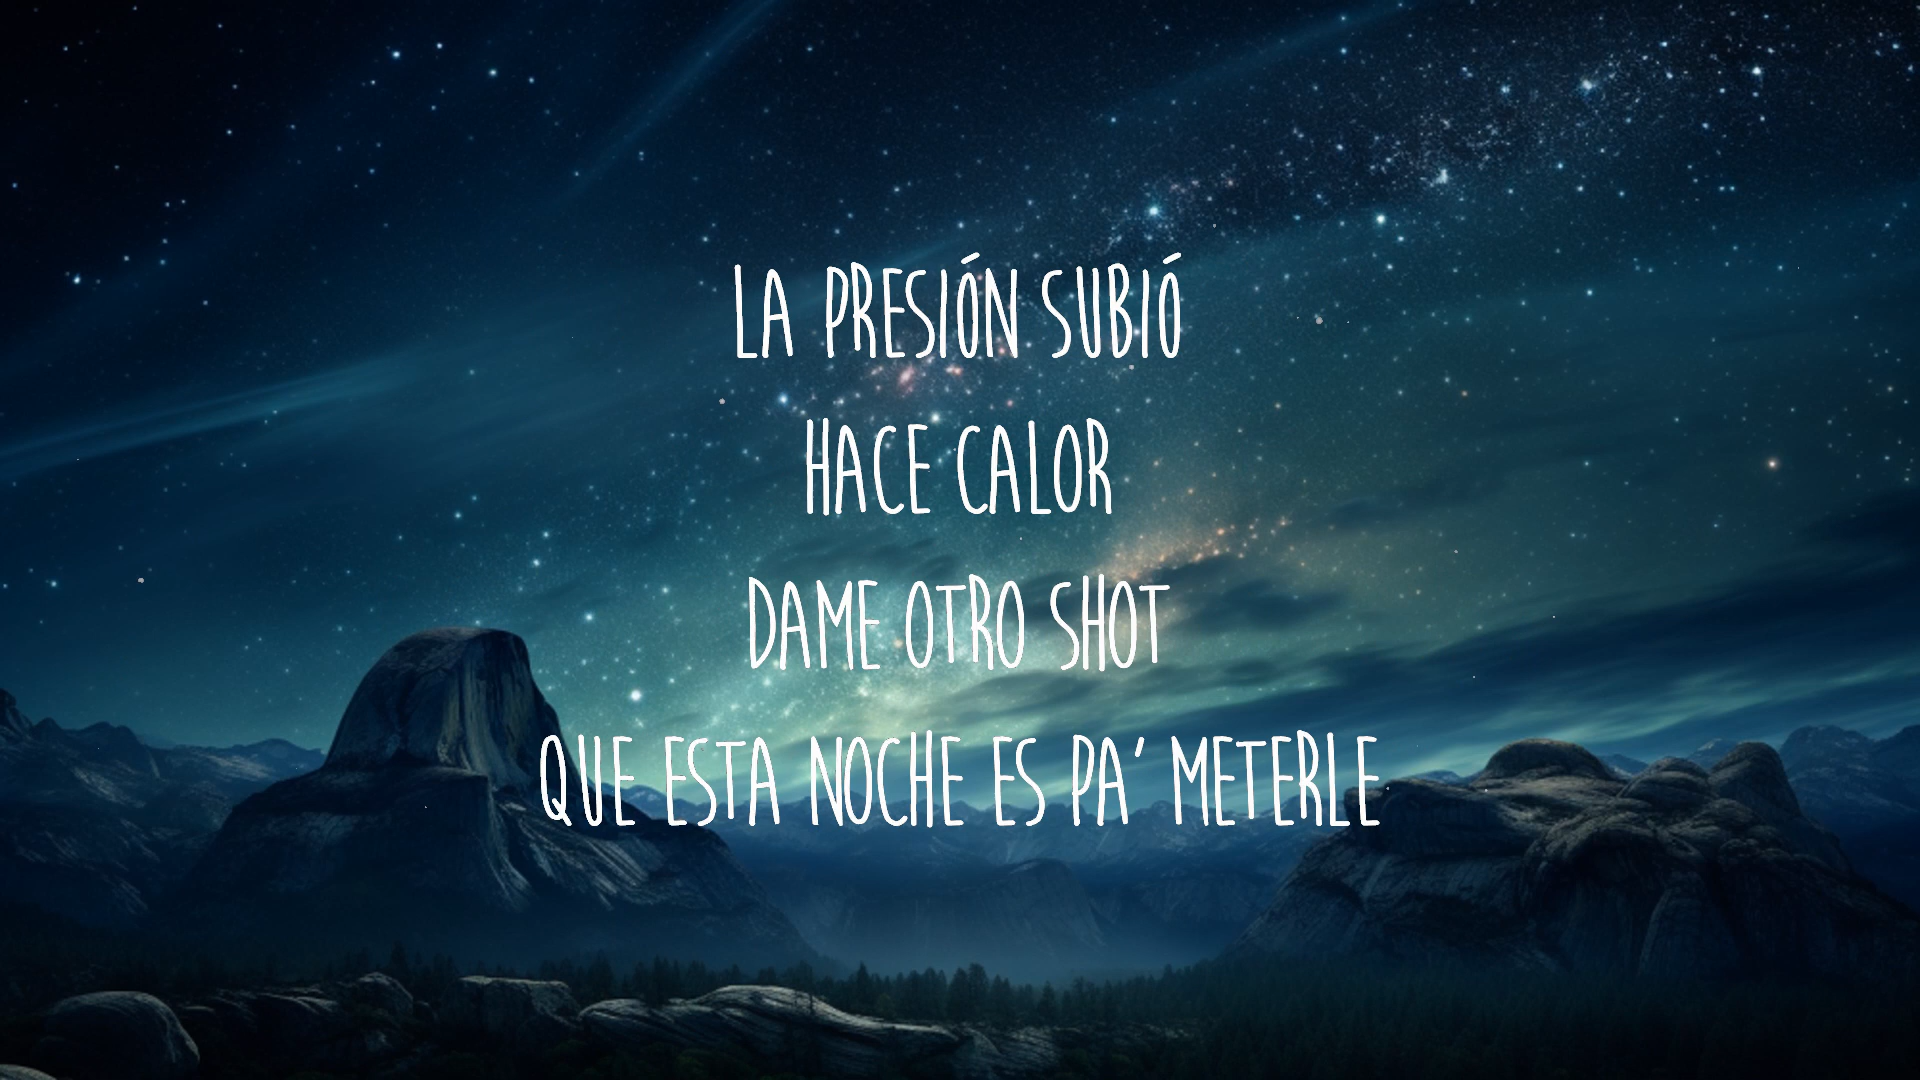 LA PRESIÓN SUBIÓ
HACE CALOR
DAME OTRO SHOT
QUE ESTA NOCHE ES PA' METERLE